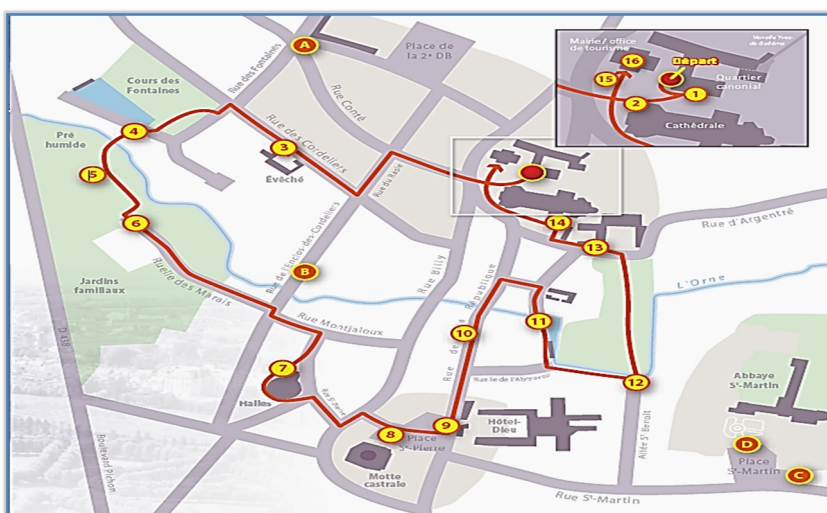 A
Place de
la 2ᵉ DB
Rue des Fontaines
Cours des
Fontaines
Rue Conté
Pré
humide
4
5
3
Rue des Cordeliers
Évêché
Rue du Rasle
6
Jardins
familiaux
Ruelle des Marais
Rue de l'Enclos-des-Cordeliers
B
Rue Montjaloux
Rue Billy
Rue de la République
D 438
Boulevard Pichon
7
Halles
8
9
Place
Sᵗ-Pierre
Motte
castrale
10
11
Hôtel-
Dieu
12
13
14
Rue d'Argentré
L'Orne
Allée Sᵗ Benoît
Abbaye
Sᵗ-Martin
D
Place
Sᵗ-Martin
C
Rue Sᵗ-Martin
Mairie / office
de tourisme
16
15
Départ
1
2
Quartier
canonial
Cathédrale